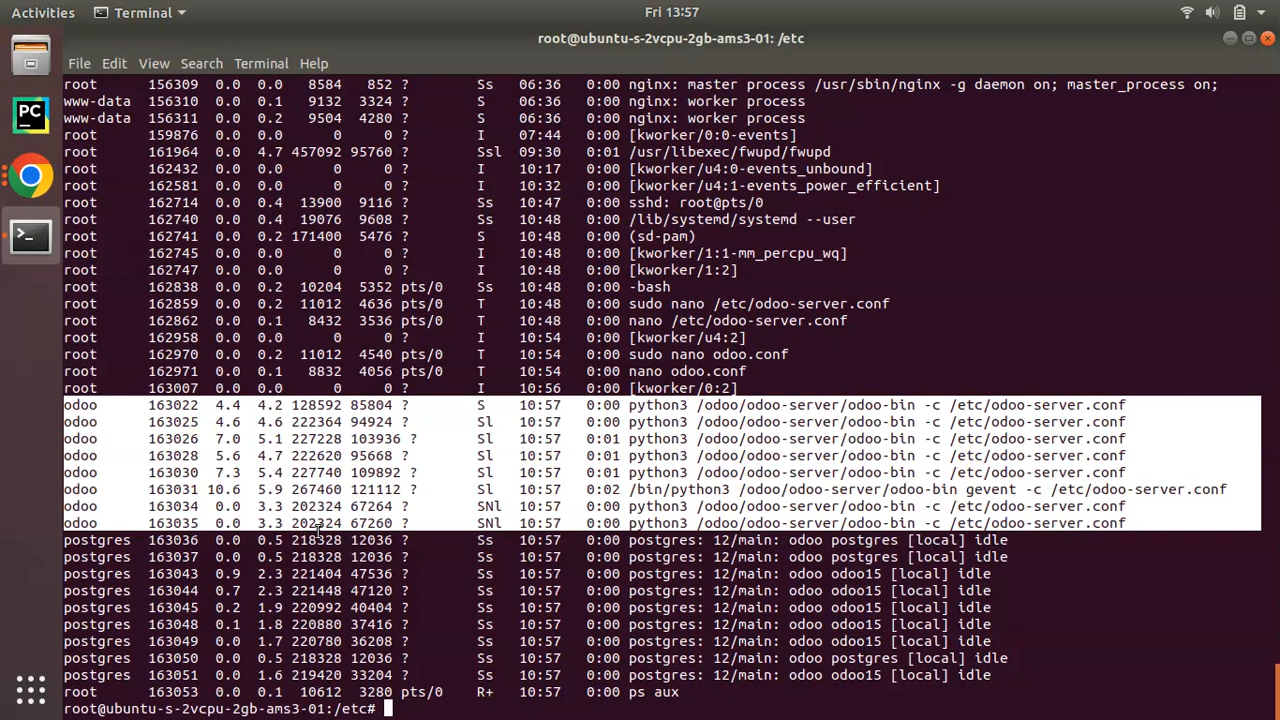 Activities Terminal Fri 13:57
root@ubuntu-s-2vcpu-2gb-ams3-01: /etc
File Edit View Search Terminal Help
root 156309 0.0 0.0 8584 852 ? Ss 06:36 0:00 nginx: master process /usr/sbin/nginx -g daemon on; master_process on;
www-data 156310 0.0 0.1 9132 3324 ? S 06:36 0:00 nginx: worker process
www-data 156311 0.0 0.2 9504 4280 ? S 06:36 0:00 nginx: worker process
root 159876 0.0 0.0 0 0 ? I 07:44 0:00 [kworker/0:0-events]
root 161964 0.0 4.7 457092 95760 ? Ssl 09:30 0:01 /usr/libexec/fwupd/fwupd
root 162432 0.0 0.0 0 0 ? I 10:17 0:00 [kworker/u4:0-events_unbound]
root 162581 0.0 0.0 0 0 ? I 10:32 0:00 [kworker/u4:1-events_power_efficient]
root 162714 0.0 0.4 13900 9116 ? Ss 10:47 0:00 sshd: root@pts/0
root 162740 0.0 0.4 19076 9608 ? Ss 10:48 0:00 /lib/systemd/systemd --user
root 162741 0.0 0.2 171400 5476 ? S 10:48 0:00 (sd-pam)
root 162745 0.0 0.0 0 0 ? I 10:48 0:00 [kworker/1:1-mm_percpu_wq]
root 162747 0.0 0.0 0 0 ? I 10:48 0:00 [kworker/1:2]
root 162838 0.0 0.2 10204 5352 pts/0 Ss 10:48 0:00 -bash
root 162859 0.0 0.2 11012 4636 pts/0 T 10:48 0:00 sudo nano /etc/odoo-server.conf
root 162862 0.0 0.1 8432 3536 pts/0 T 10:48 0:00 nano /etc/odoo-server.conf
root 162958 0.0 0.0 0 0 ? I 10:54 0:00 [kworker/u4:2]
root 162970 0.0 0.2 11012 4540 pts/0 T 10:54 0:00 sudo nano odoo.conf
root 162971 0.0 0.1 8832 4056 pts/0 T 10:54 0:00 nano odoo.conf
root 163007 0.0 0.0 0 0 ? I 10:56 0:00 [kworker/0:2]
odoo 163022 4.4 4.2 128592 85804 ? S 10:57 0:00 python3 /odoo/odoo-server/odoo-bin -c /etc/odoo-server.conf
odoo 163025 4.6 4.6 222364 94924 ? Sl 10:57 0:00 python3 /odoo/odoo-server/odoo-bin -c /etc/odoo-server.conf
odoo 163026 7.0 5.1 227228 103936 ? Sl 10:57 0:01 python3 /odoo/odoo-server/odoo-bin -c /etc/odoo-server.conf
odoo 163028 5.6 4.7 222620 95668 ? Sl 10:57 0:01 python3 /odoo/odoo-server/odoo-bin -c /etc/odoo-server.conf
odoo 163030 7.3 5.4 227740 109892 ? Sl 10:57 0:01 python3 /odoo/odoo-server/odoo-bin -c /etc/odoo-server.conf
odoo 163031 10.6 5.9 267460 121112 ? Sl 10:57 0:02 /bin/python3 /odoo/odoo-server/odoo-bin gevent -c /etc/odoo-server.conf
odoo 163034 0.0 3.3 202324 67264 ? SNl 10:57 0:00 python3 /odoo/odoo-server/odoo-bin -c /etc/odoo-server.conf
odoo 163035 0.0 3.3 202324 67260 ? SNl 10:57 0:00 python3 /odoo/odoo-server/odoo-bin -c /etc/odoo-server.conf
postgres 163036 0.0 0.5 218328 12036 ? Ss 10:57 0:00 postgres: 12/main: odoo postgres [local] idle
postgres 163037 0.0 0.5 218328 12036 ? Ss 10:57 0:00 postgres: 12/main: odoo postgres [local] idle
postgres 163043 0.9 2.3 221404 47536 ? Ss 10:57 0:00 postgres: 12/main: odoo odoo15 [local] idle
postgres 163044 0.7 2.3 221448 47120 ? Ss 10:57 0:00 postgres: 12/main: odoo odoo15 [local] idle
postgres 163045 0.2 1.9 220992 40404 ? Ss 10:57 0:00 postgres: 12/main: odoo odoo15 [local] idle
postgres 163048 0.1 1.8 220880 37416 ? Ss 10:57 0:00 postgres: 12/main: odoo odoo15 [local] idle
postgres 163049 0.0 1.7 220780 36208 ? Ss 10:57 0:00 postgres: 12/main: odoo odoo15 [local] idle
postgres 163050 0.0 0.5 218328 12036 ? Ss 10:57 0:00 postgres: 12/main: odoo postgres [local] idle
postgres 163051 0.0 1.6 219420 33204 ? Ss 10:57 0:00 postgres: 12/main: odoo odoo15 [local] idle
root 163053 0.0 0.1 10612 3280 pts/0 R+ 10:57 0:00 ps aux
root@ubuntu-s-2vcpu-2gb-ams3-01:/etc#
PC